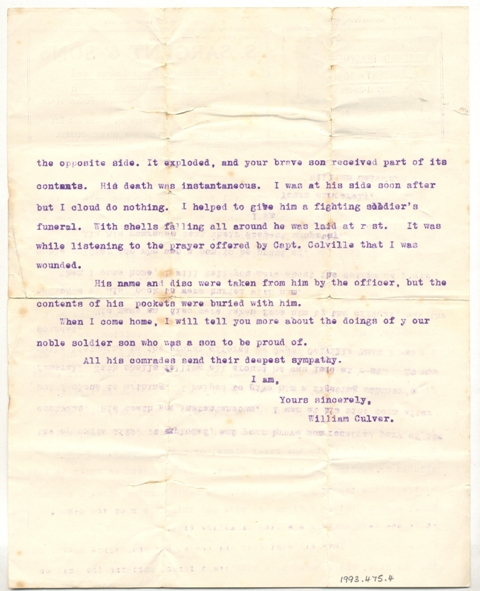 the opposite side. It exploded, and your brave son received part of its
contants. His death was instantaneous. I was at his side soon after
but I cloud do nothing. I helped to give him a fighting soldier's
funeral. With shells falling all around he was laid at r st. It was
while listening to the prayer offered by Capt. Colville that I was
wounded.
His name and disc were taken from him by the officer, but the
contents of his pockets were buried with him.
When I come home, I will tell you more about the doings of y our
noble soldier son who was a son to be proud of.
All his comrades send their deepest sympathy.
I am,
Yours sincerely,
William Culver.
1993.475.4